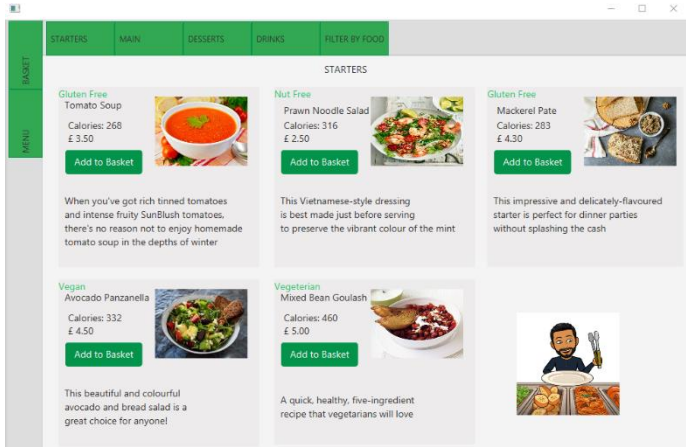 STARTERS
MAIN
DESSERTS
DRINKS
FILTER BY FOOD
BASKET
MENU
STARTERS
Gluten Free
Tomato Soup
Calories: 268
£ 3.50
Add to Basket
When you've got rich tinned tomatoes
and intense fruity SunBlush tomatoes,
there's no reason not to enjoy homemade
tomato soup in the depths of winter
Nut Free
Prawn Noodle Salad
Calories: 316
£ 2.50
Add to Basket
This Vietnamese-style dressing
is best made just before serving
to preserve the vibrant colour of the mint
Gluten Free
Mackerel Pate
Calories: 283
£ 4.30
Add to Basket
This impressive and delicately-flavoured
starter is perfect for dinner parties
without splashing the cash
Vegan
Avocado Panzanella
Calories: 332
£ 4.50
Add to Basket
This beautiful and colourful
avocado and bread salad is a
great choice for anyone!
Vegeterian
Mixed Bean Goulash
Calories: 460
£ 5.00
Add to Basket
A quick, healthy, five-ingredient
recipe that vegetarians will love